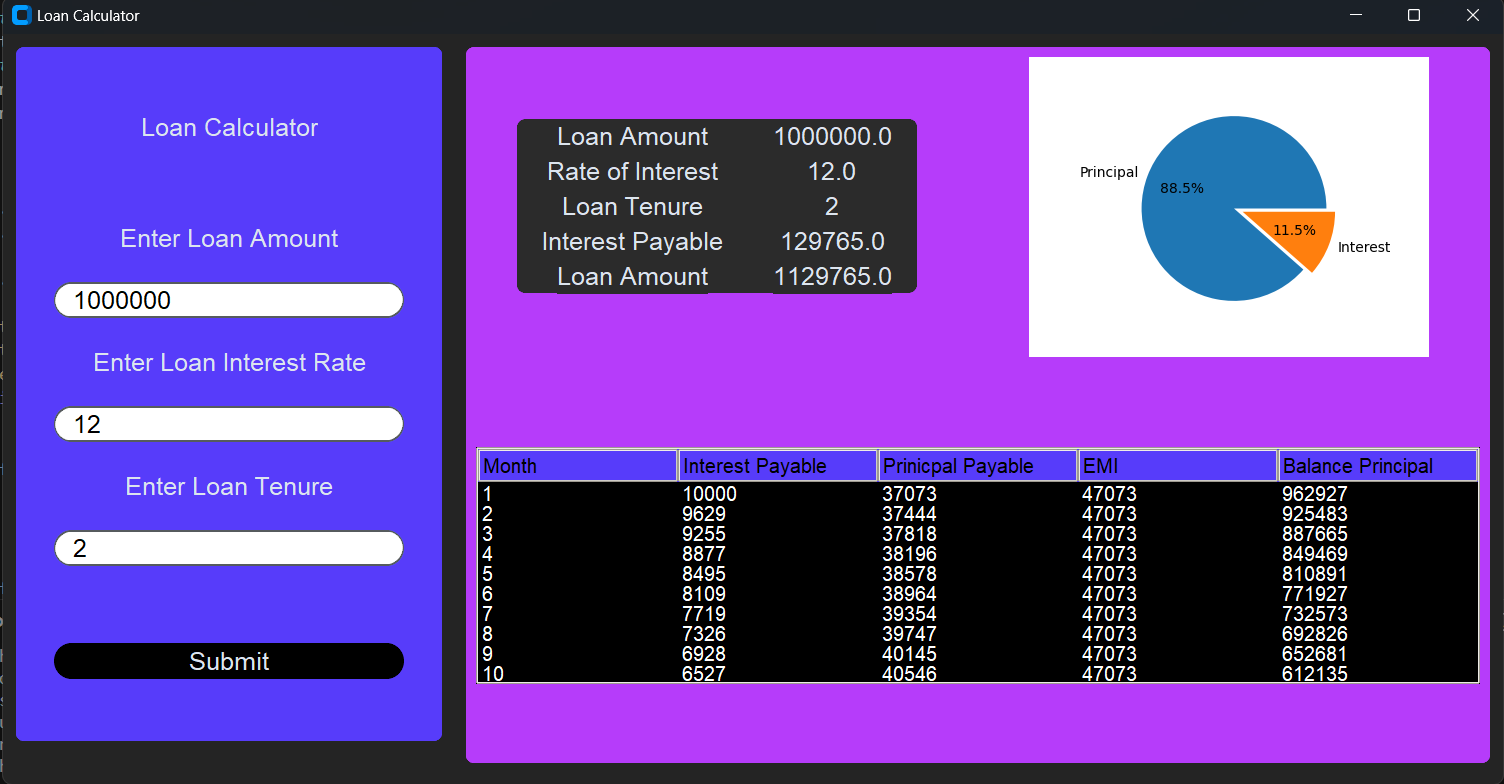 Loan Calculator
Loan Calculator
Enter Loan Amount
1000000
Enter Loan Interest Rate
12
Enter Loan Tenure
2
Submit
Loan Amount 1000000.0
Rate of Interest 12.0
Loan Tenure 2
Interest Payable 129765.0
Loan Amount 1129765.0
Principal
88.5%
11.5%
Interest
Month Interest Payable Prinicpal Payable EMI Balance Principal
1 10000 37073 47073 962927
2 9629 37444 47073 925483
3 9255 37818 47073 887665
4 8877 38196 47073 849469
5 8495 38578 47073 810891
6 8109 38964 47073 771927
7 7719 39354 47073 732573
8 7326 39747 47073 692826
9 6928 40145 47073 652681
10 6527 40546 47073 612135